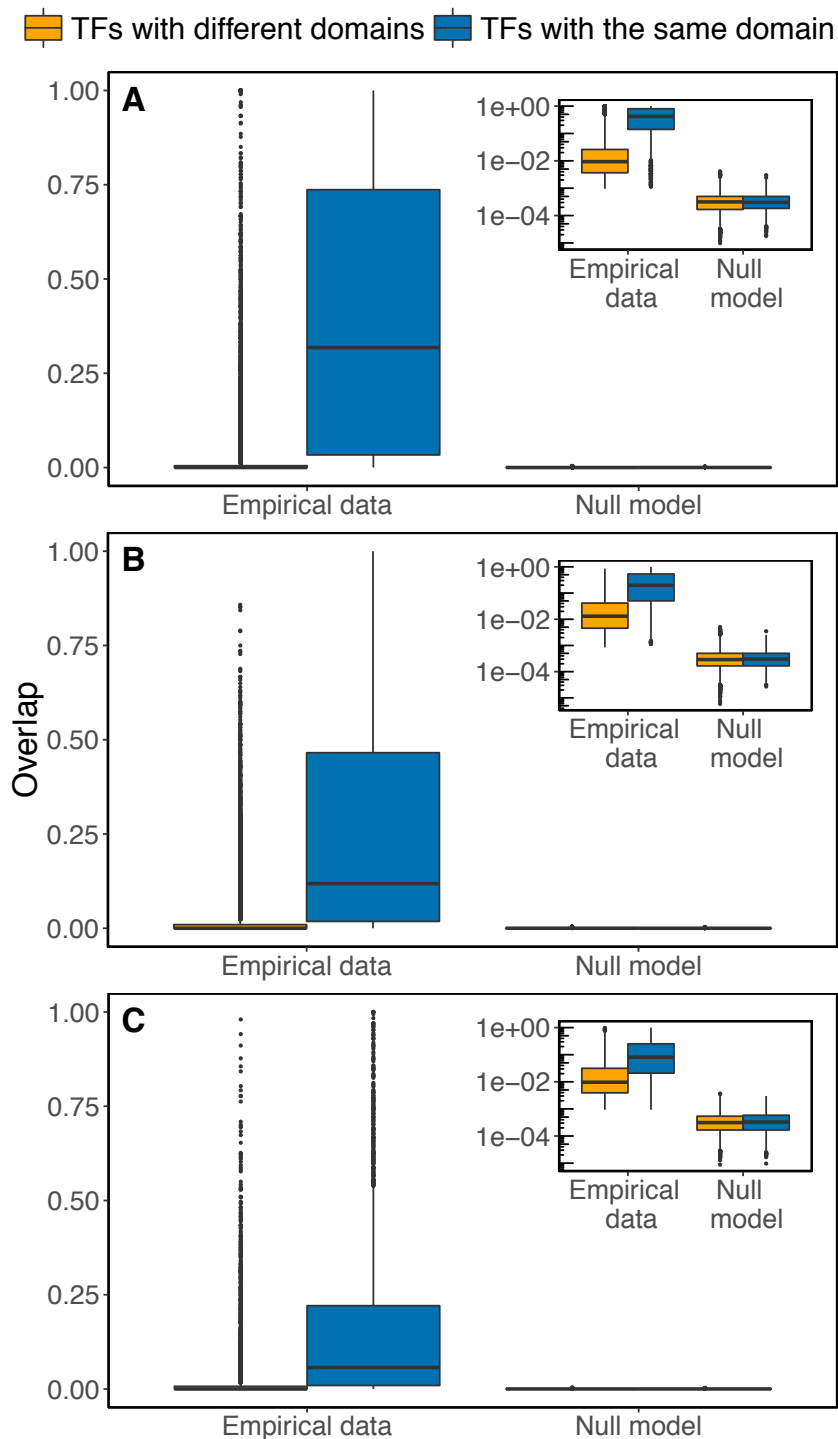 TFs with different domains TFs with the same domain
A
1.00
0.75
0.50
0.25
0.00
Empirical data Null model
1e+00
1e−02
1e−04
Empirical Null
data model
Overlap
B
1.00
0.75
0.50
0.25
0.00
Empirical data Null model
1e+00
1e−02
1e−04
Empirical Null
data model
C
1.00
0.75
0.50
0.25
0.00
Empirical data Null model
1e+00
1e−02
1e−04
Empirical Null
data model